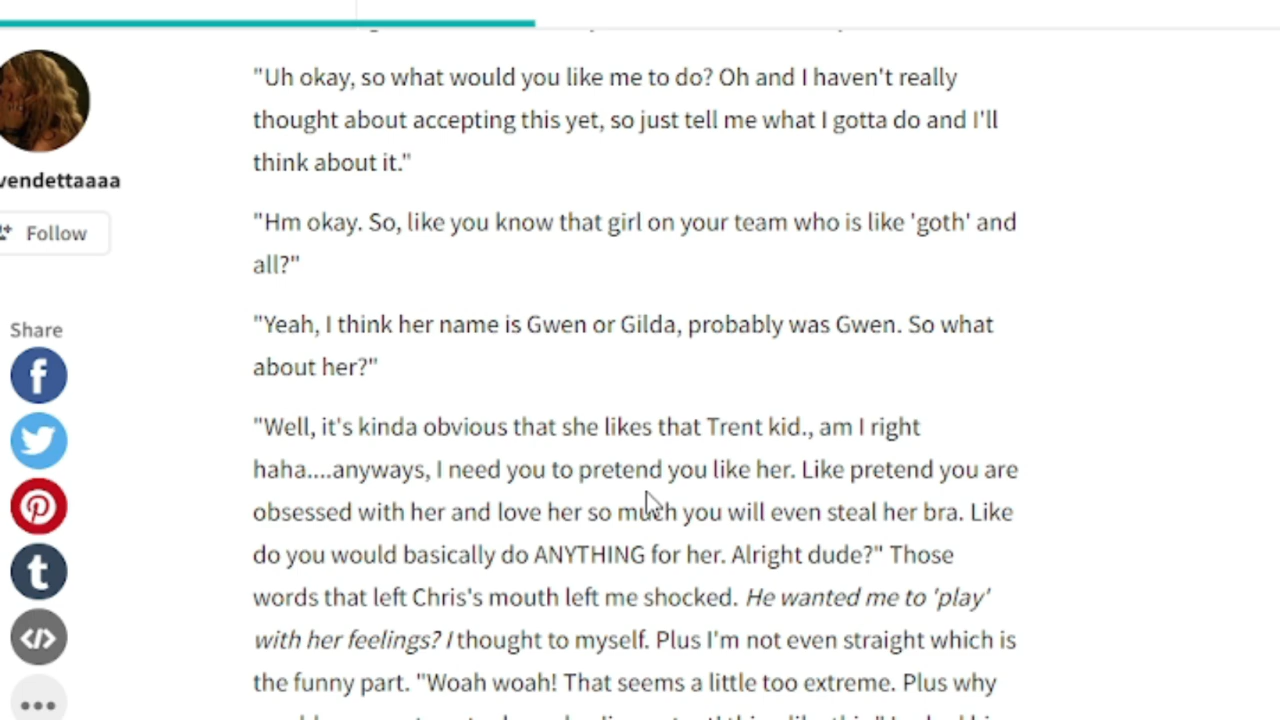 "Uh okay, so what would you like me to do? Oh and I haven't really
thought about accepting this yet, so just tell me what I gotta do and I'll
think about it."
vendettaaaa
"Hm okay. So, like you know that girl on your team who is like 'goth' and
Follow
all?"
"Yeah, I think her name is Gwen or Gilda, probably was Gwen. So what
Share
about her?"
"Well, it's kinda obvious that she likes that Trent kid., am I right
haha....anyways, I need you to pretend you like her. Like pretend you are
obsessed with her and love her so much you will even steal her bra. Like
do you would basically do ANYTHING for her. Alright dude?" Those
words that left Chris's mouth left me shocked. He wanted me to 'play'
with her feelings? I thought to myself. Plus I'm not even straight which is
the funny part. "Woah woah! That seems a little too extreme. Plus why